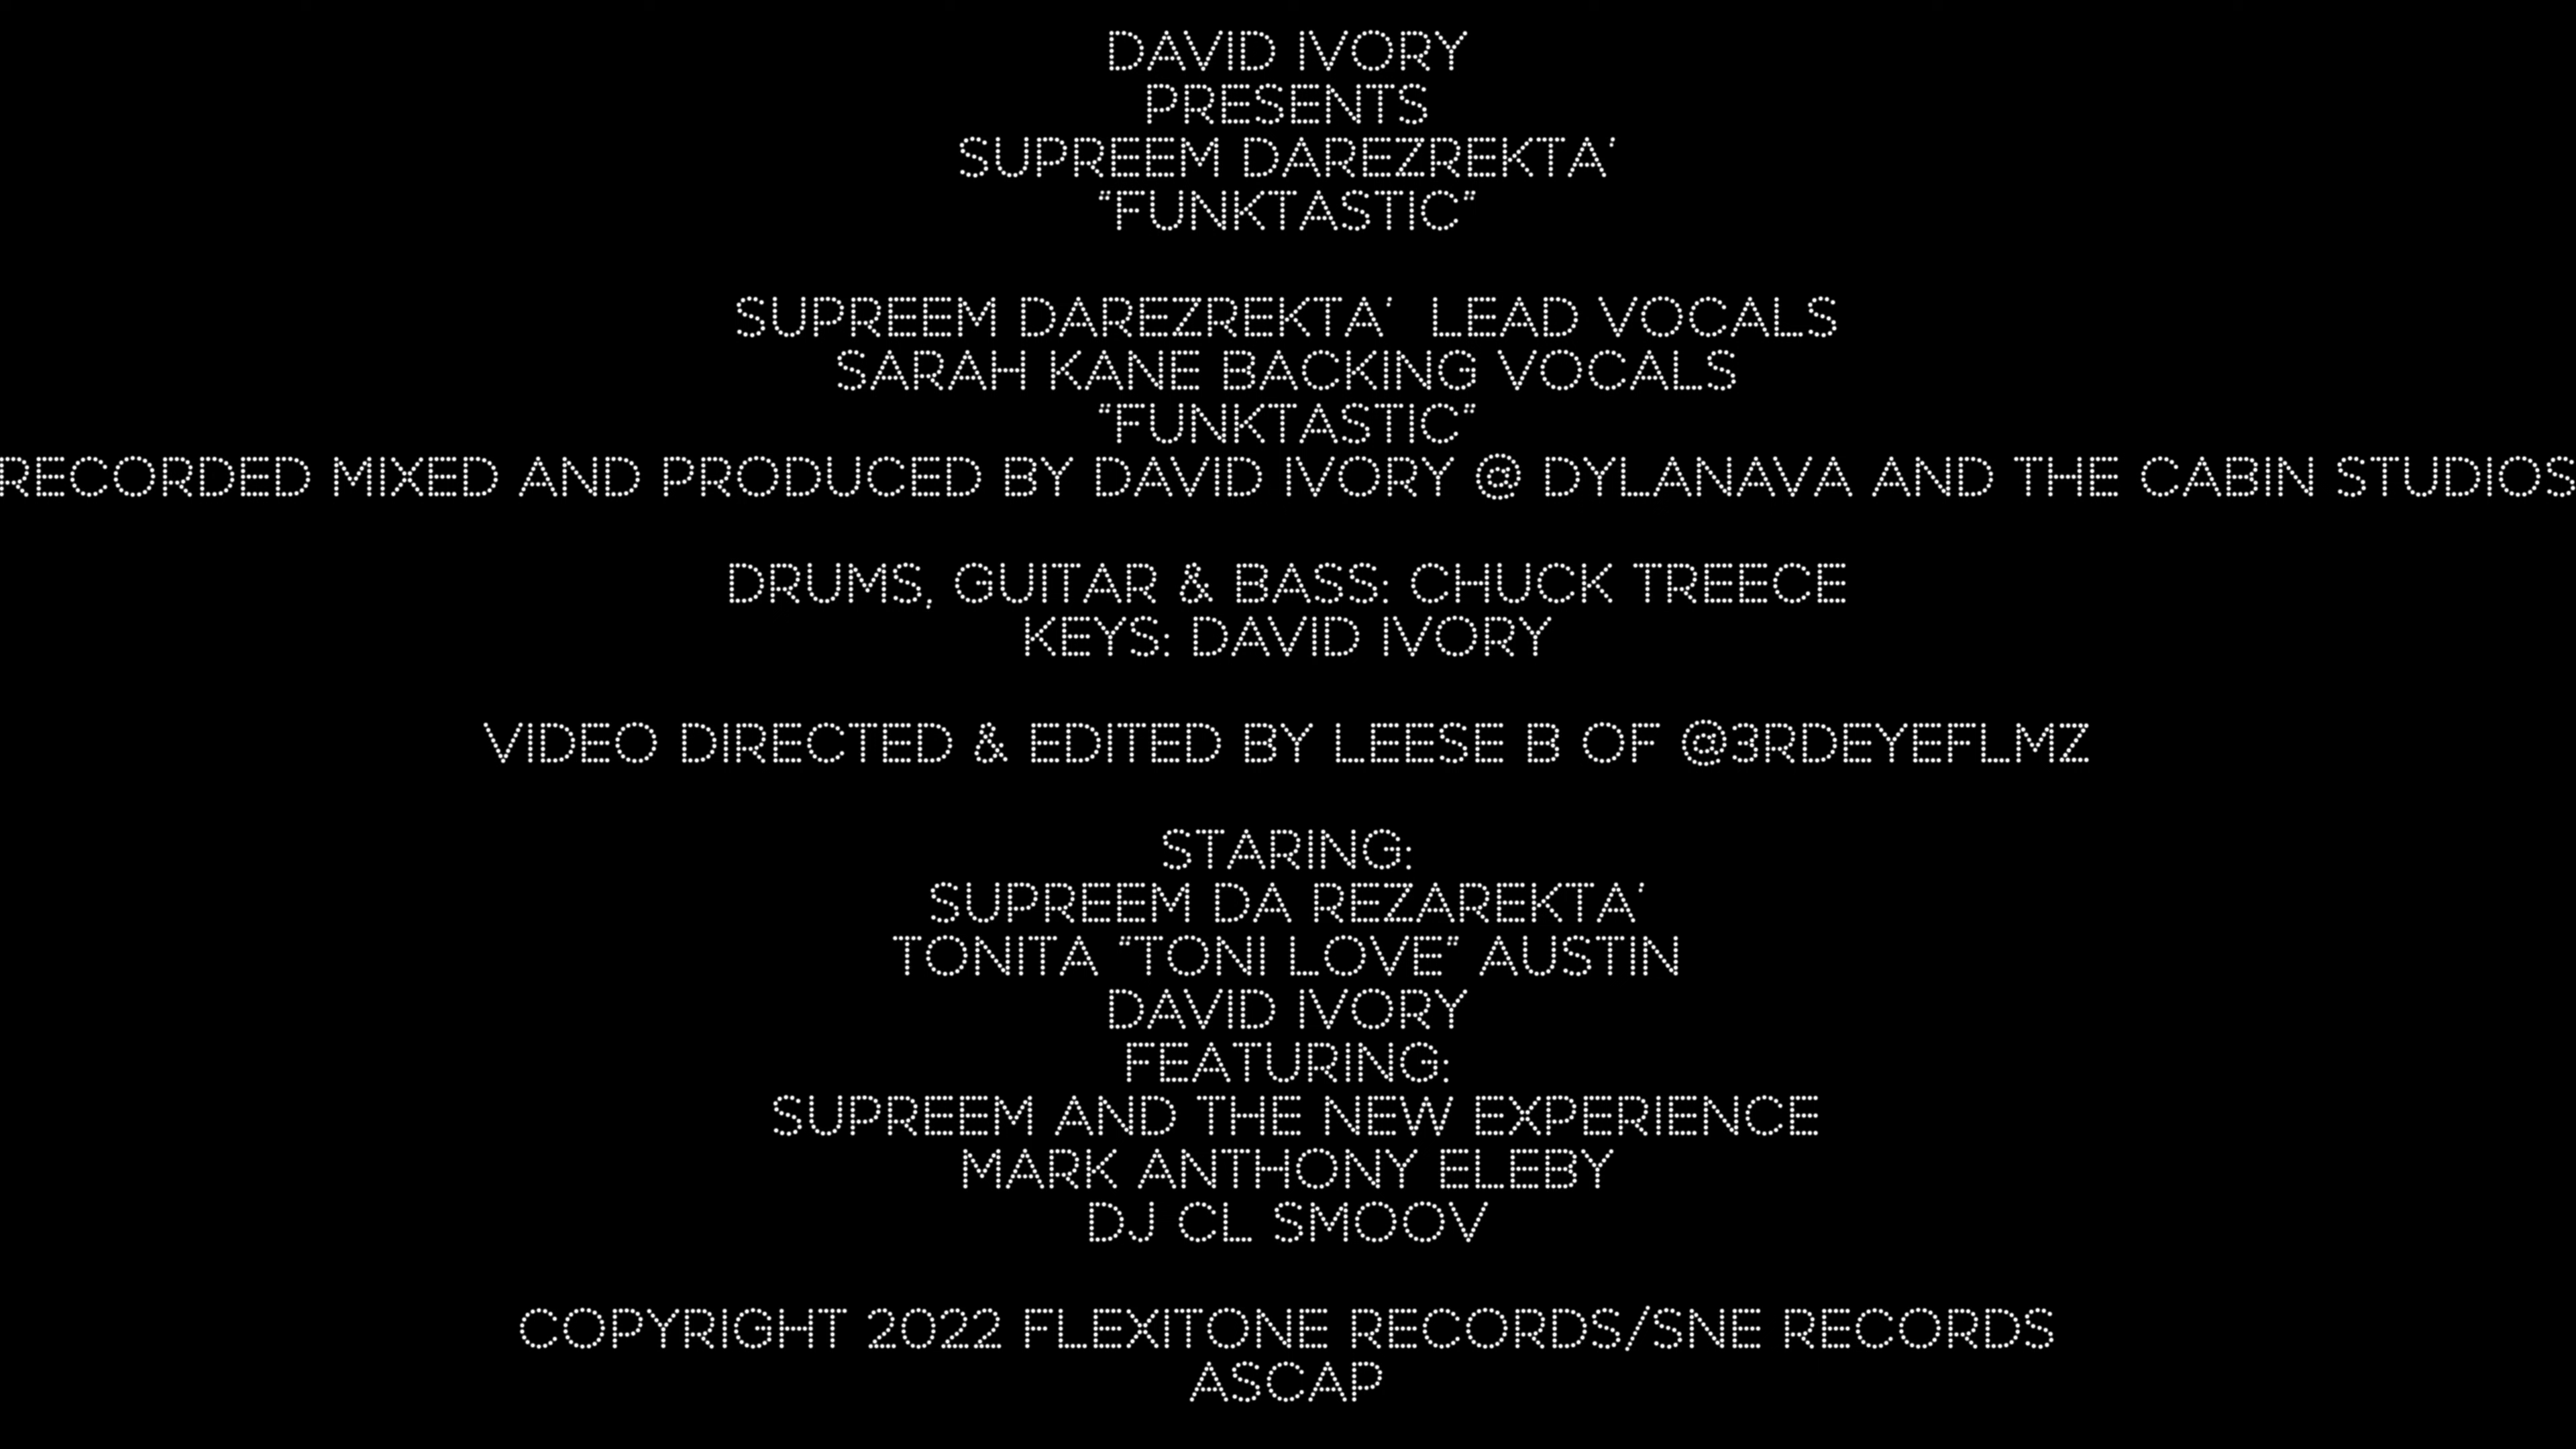 DAVID IVORY
PRESENTS
SUPREEM DAREZREKTA'
"FUNKTASTIC"
SUPREEM DAREZREKTA' LEAD VOCALS
SARAH KANE BACKING VOCALS
"FUNKTASTIC"
RECORDED MIXED AND PRODUCED BY DAVID IVORY @ DYLANAVA AND THE CABIN STUDIOS
DRUMS, GUITAR & BASS: CHUCK TREECE
KEYS: DAVID IVORY
VIDEO DIRECTED & EDITED BY LEESE B OF @3RDEYEFLMZ
STARING:
SUPREEM DA REZAREKTA'
TONITA "TONI LOVE" AUSTIN
DAVID IVORY
FEATURING:
SUPREEM AND THE NEW EXPERIENCE
MARK ANTHONY ELEBY
DJ CL SMOOV
COPYRIGHT 2022 FLEXITONE RECORDS/SNE RECORDS
ASCAP